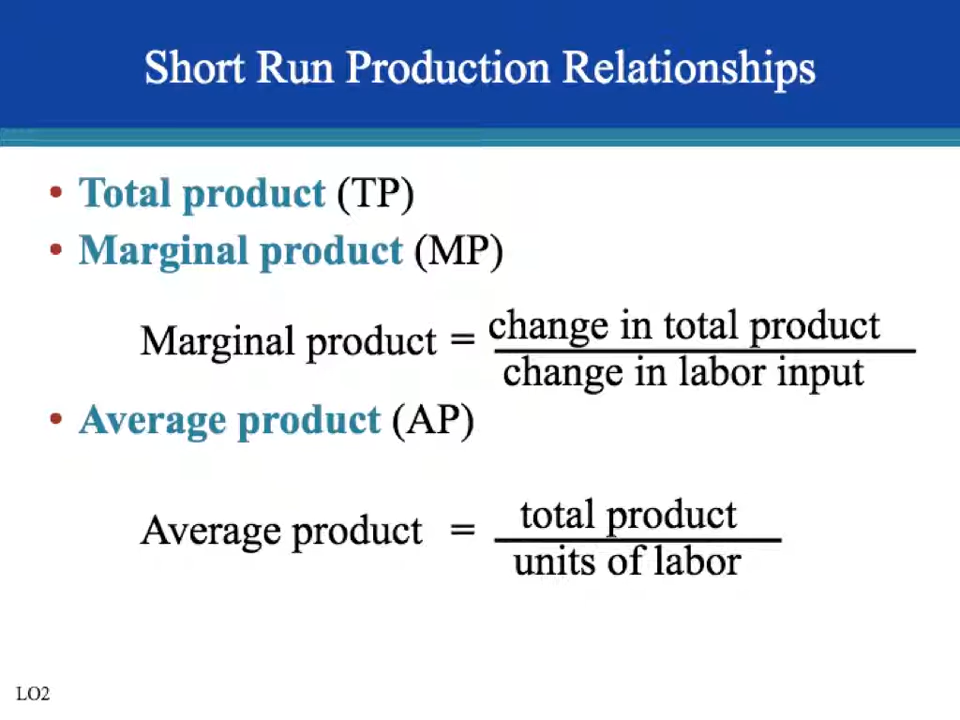 Short Run Production Relationships
• Total product (TP)
• Marginal product (MP)
Marginal product = change in total product
change in labor input
• Average product (AP)
Average product = total product
units of labor
LO2